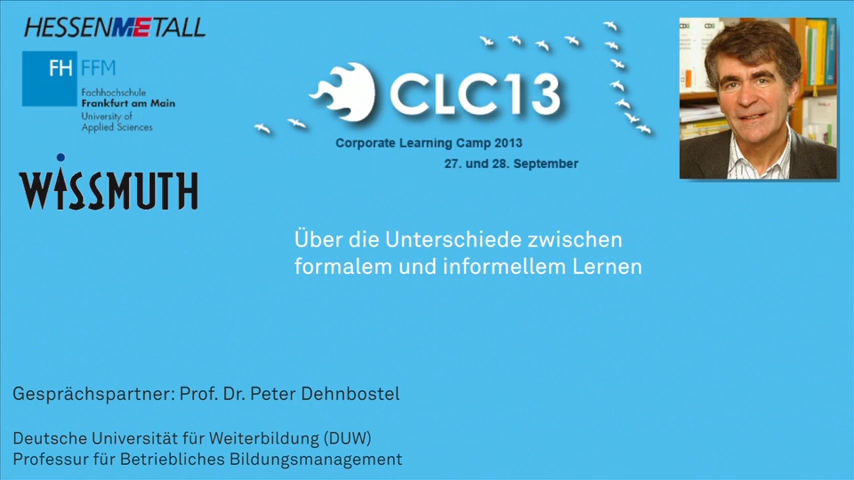 HESSENMETALL
FH FFM
Fachhochschule
Frankfurt am Main
University of
Applied Sciences
WISSMUTH
CLC13
Corporate Learning Camp 2013
27. und 28. September
Über die Unterschiede zwischen
formalem und informellem Lernen
Gesprächspartner: Prof. Dr. Peter Dehnbostel
Deutsche Universität für Weiterbildung (DUW)
Professur für Betriebliches Bildungsmanagement